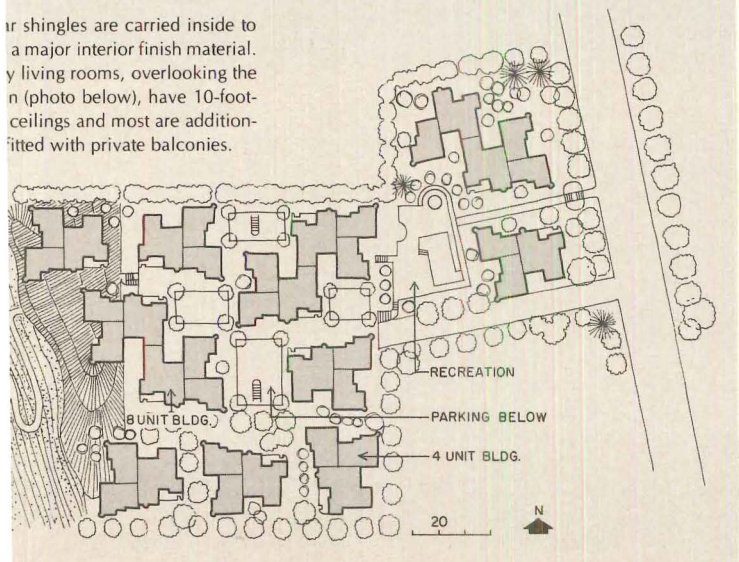 shingles are carried inside to
a major interior finish material.
living rooms, overlooking the
(photo below), have 10-foot-
ceilings and most are addition-
fitted with private balconies.
RECREATION
8 UNIT BLDG.
PARKING BELOW
4 UNIT BLDG.
20
N